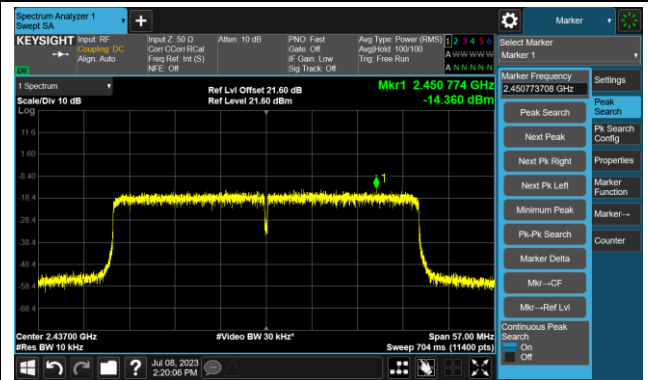 Spectrum Analyzer 1
Swept SA
Marker
KEYSIGHT
Input: RF
Coupling: DC
Align: Auto
Input Z: 50 Ω
Corr CCorr RCal
Freq Ref: Int (S)
NFE: Off
Atten: 10 dB
PNO: Fast
Gate: Off
IF Gain: Low
Sig Track: Off
Avg Type: Power (RMS)
Avg|Hold: 100/100
Trig: Free Run
1 2 3 4 5 6
A W W W W W
A N N N N N
LXI
Select Marker
Marker 1
1 Spectrum
Scale/Div 10 dB
Log
Ref Lvl Offset 21.60 dB
Ref Level 21.60 dBm
Mkr1 2.450 774 GHz
-14.360 dBm
11.6
1.60
-8.40
-18.4
-28.4
-38.4
-48.4
-58.4
-68.4
1
Center 2.43700 GHz
#Res BW 10 kHz
#Video BW 30 kHz*
Span 57.00 MHz
Sweep 704 ms (11400 pts)
Marker Frequency
2.450773708 GHz
Peak Search
Next Peak
Next Pk Right
Next Pk Left
Minimum Peak
Pk-Pk Search
Marker Delta
Mkr→CF
Mkr→Ref Lvl
Continuous Peak
Search
On
Off
Settings
Peak
Search
Pk Search
Config
Properties
Marker
Function
Marker→
Counter
Jul 08, 2023
2:20:06 PM